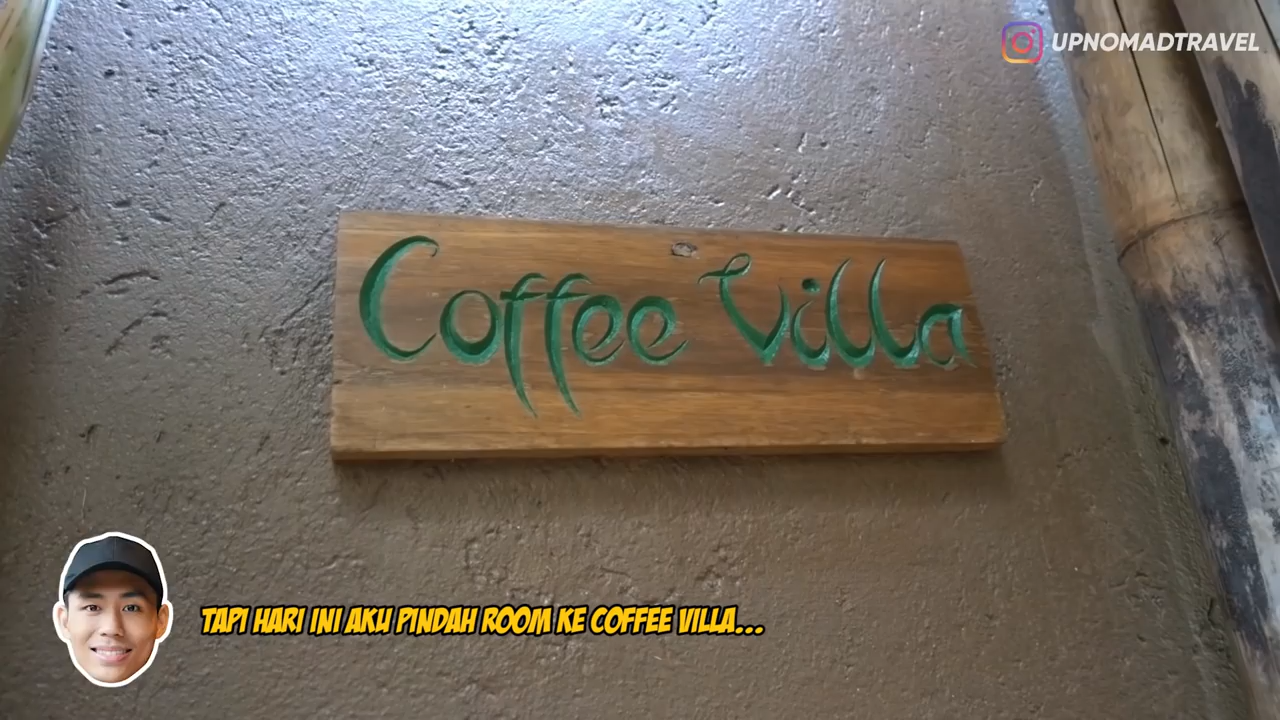 UPNOMADTRAVEL
Coffee Villa
TAPI HARI INI AKU PINDAH ROOM KE COFFEE VILLA...